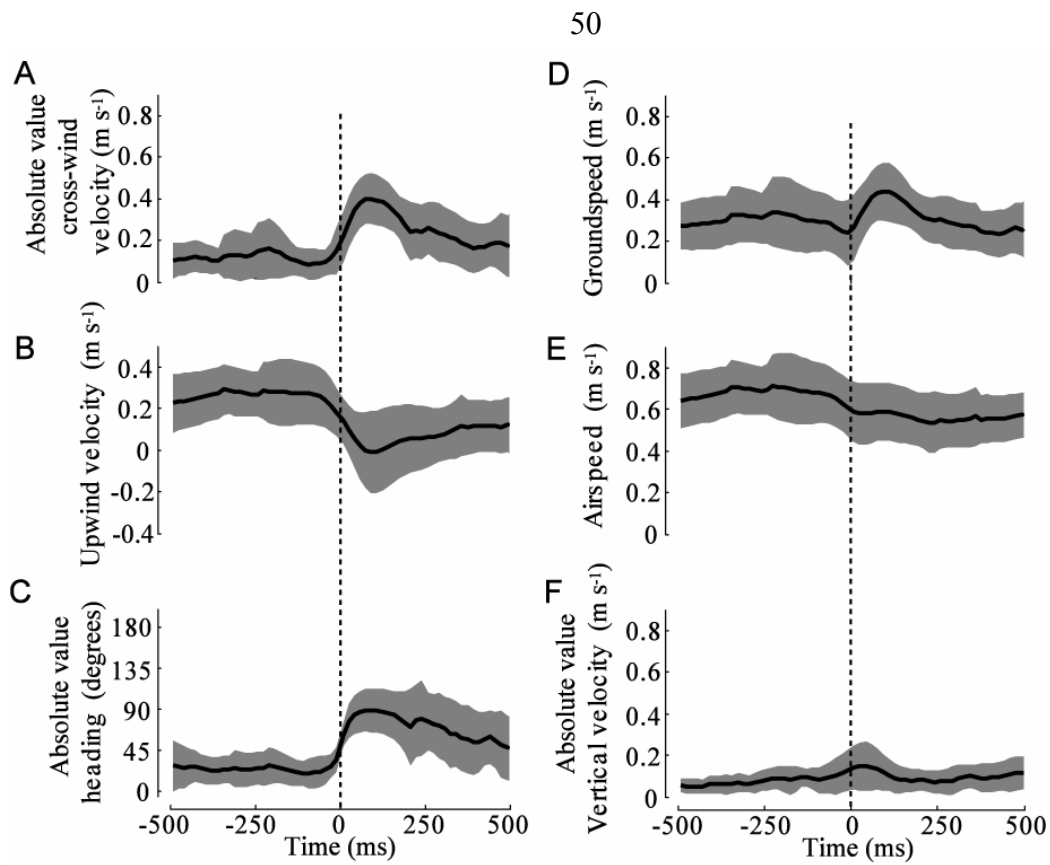 50
A
Absolute value
cross-wind
velocity (m s-1)
0.8
0.6
0.4
0.2
0
B
Upwind velocity (m s-1)
0.4
0.2
0
-0.2
-0.4
C
Absolute value
heading (degrees)
180
135
90
45
0
-500
-250
0
250
500
Time (ms)
D
Groundspeed (m s-1)
0.8
0.6
0.4
0.2
0
E
Airspeed (m s-1)
0.8
0.6
0.4
0.2
0
F
Absolute value
Vertical velocity (m s-1)
0.8
0.6
0.4
0.2
0
-500
-250
0
250
500
Time (ms)